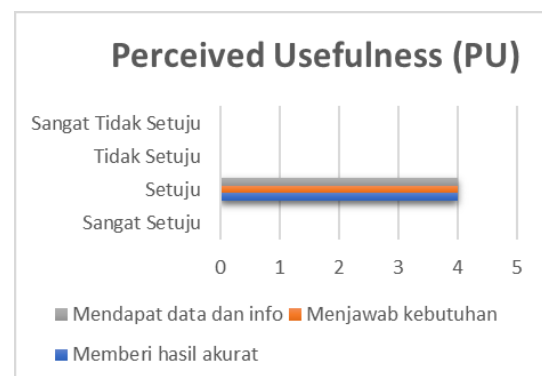 Perceived Usefulness (PU)
Sangat Tidak Setuju
Tidak Setuju
Setuju
Sangat Setuju
0 1 2 3 4 5
Mendapat data dan info Menjawab kebutuhan
Memberi hasil akurat